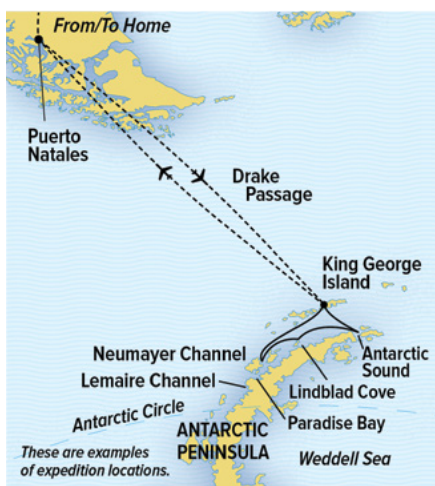 From/To Home
Puerto
Natales
Drake
Passage
King George
Island
Neumayer Channel
Antarctic
Sound
Lemaire Channel
Lindblad Cove
Antarctic Circle
Paradise Bay
ANTARCTIC
PENINSULA
These are examples
of expedition locations.
Weddell Sea